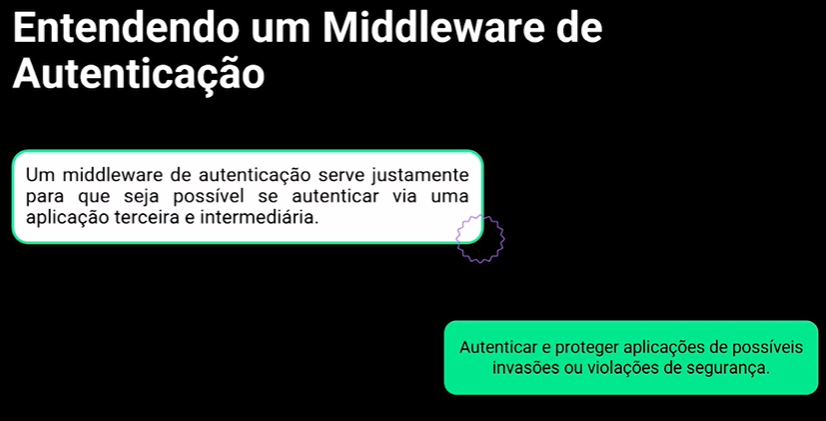 Entendendo um Middleware de
Autenticação
Um middleware de autenticação serve justamente
para que seja possível se autenticar via uma
aplicação terceira e intermediária.
Autenticar e proteger aplicações de possíveis
invasões ou violações de segurança.